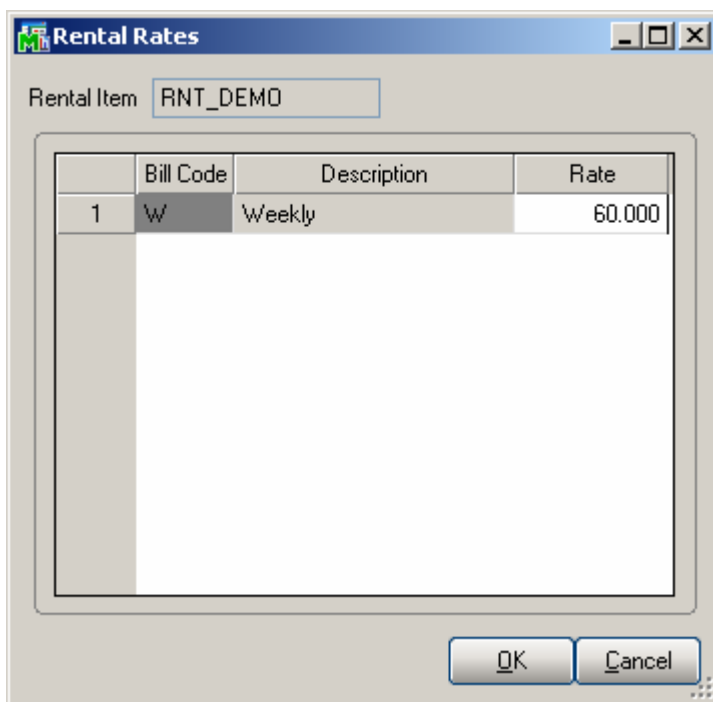 Rental Rates
Rental Item RNT_DEMO
Bill Code Description Rate
1 W Weekly 60.000
OK Cancel